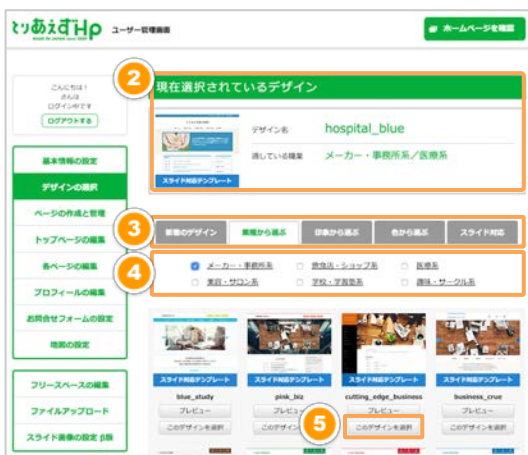 とりあえずHP ユーザー管理画面
ホームページを確認
こんにちは!
さんは
ログイン中です
ログアウトする
2
現在選択されているデザイン
デザイン名 hospital_blue
適している職業 メーカー・事務所系/医療系
スライド対応テンプレート
基本情報の設定
デザインの選択
ページの作成と管理
トップページの編集
各ページの編集
プロフィールの編集
お問合せフォームの設定
地図の設定
フリースペースの編集
ファイルアップロード
スライド画像の設定 β版
3
新着のデザイン 業種から選ぶ 印象から選ぶ 色から選ぶ スライド対応
4
メーカー・事務所系 飲食店・ショップ系 医療系
美容・サロン系 学校・学習塾系 趣味・サークル系
スライド対応テンプレート スライド対応テンプレート スライド対応テンプレート スライド対応テンプレート
blue_study pink_biz cutting_edge_business business_crue
プレビュー プレビュー プレビュー プレビュー
このデザインを選択 このデザイン 5 このデザインを選択 このデザインを選択